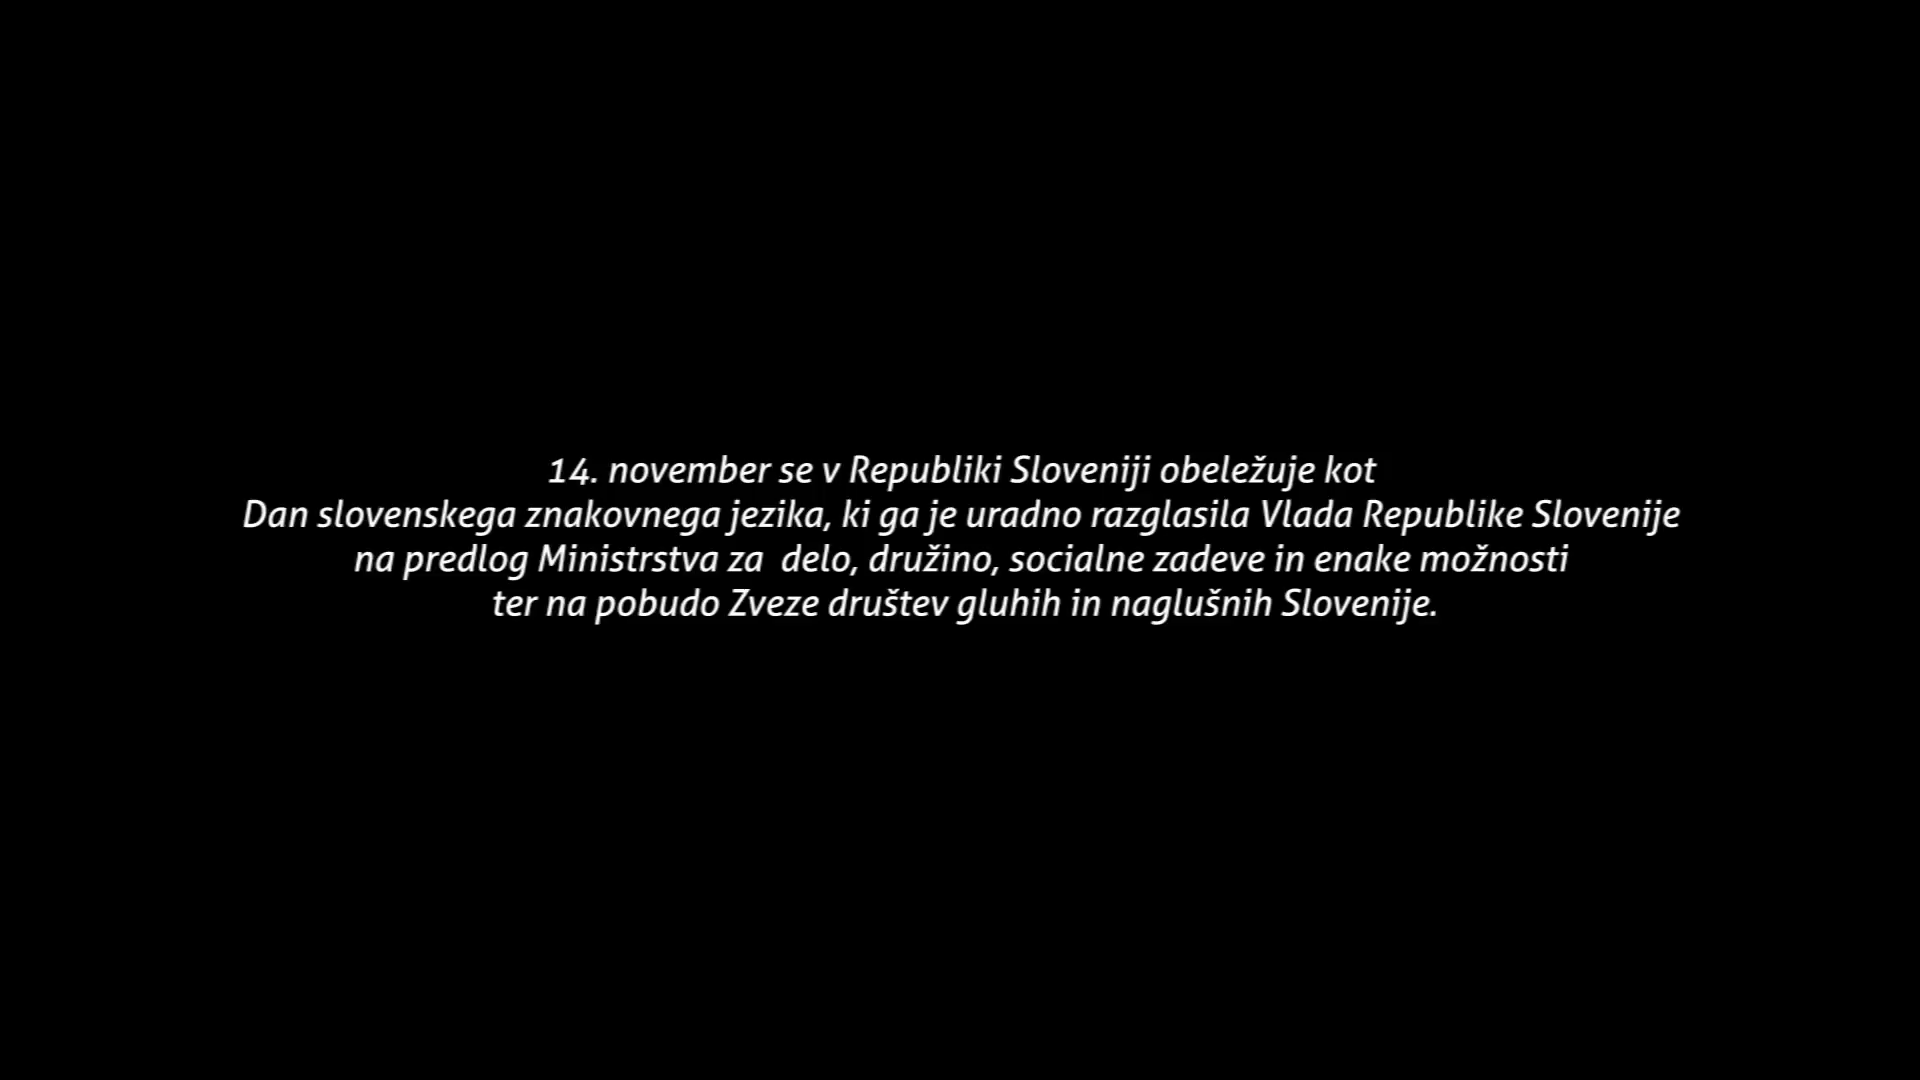 14. november se v Republiki Sloveniji obeležuje kot
Dan slovenskega znakovnega jezika, ki ga je uradno razglasila Vlada Republike Slovenije
na predlog Ministrstva za  delo, družino, socialne zadeve in enake možnosti
ter na pobudo Zveze društev gluhih in naglušnih Slovenije.